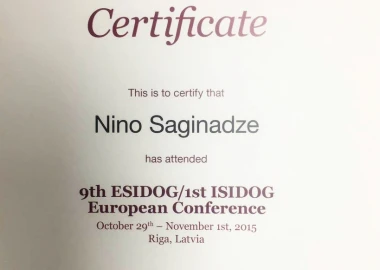 Certificate
This is to certify that
Nino Saginadze
has attended
9th ESIDOG/1st ISIDOG
European Conference
October 29th – November 1st, 2015
Riga, Latvia